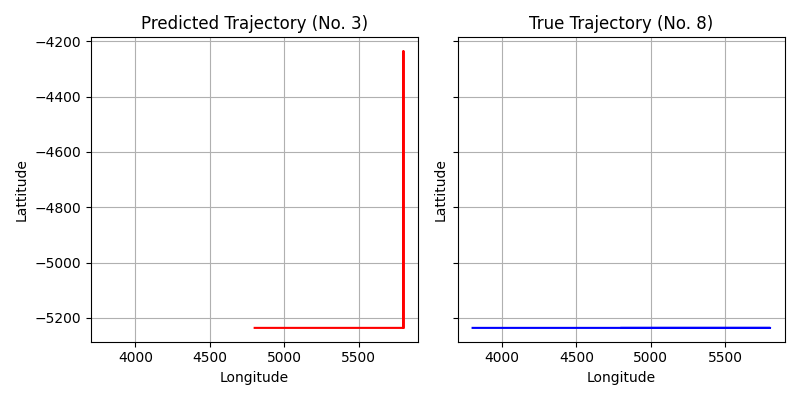 Predicted Trajectory (No. 3)
True Trajectory (No. 8)
−4200
−4400
−4600
−4800
−5000
−5200
Lattitude
Lattitude
4000 4500 5000 5500
4000 4500 5000 5500
Longitude
Longitude